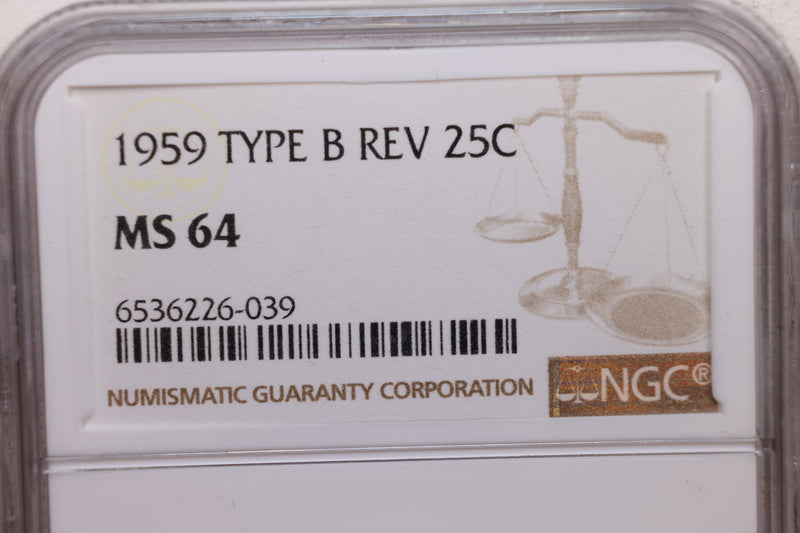 1959 TYPE B REV 25C
MS 64
6536226-039
NUMISMATIC GUARANTY CORPORATION
NGC®